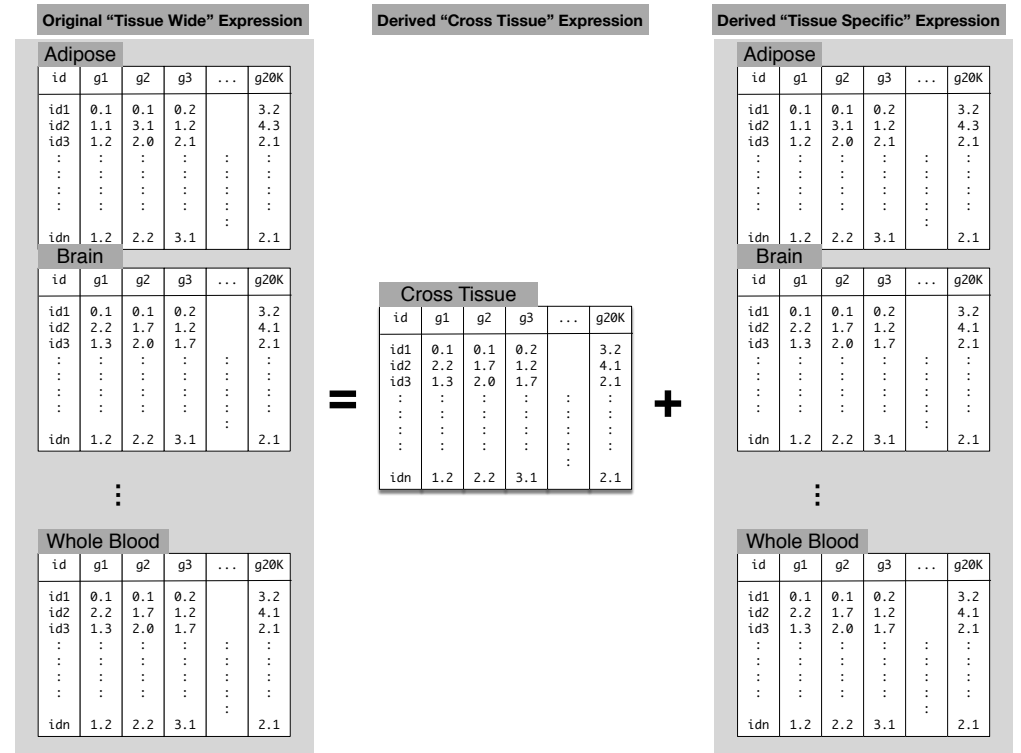 Original “Tissue Wide” Expression
Adipose
id g1 g2 g3 ... g20K
id1 0.1 0.1 0.2 3.2
id2 1.1 3.1 1.2 4.3
id3 1.2 2.0 2.1 2.1
: : : : : :
: : : : : :
: : : : : :
: : : : : :
:
idn 1.2 2.2 3.1 2.1
Brain
id g1 g2 g3 ... g20K
id1 0.1 0.1 0.2 3.2
id2 2.2 1.7 1.2 4.1
id3 1.3 2.0 1.7 2.1
: : : : : :
: : : : : :
: : : : : :
: : : : : :
:
idn 1.2 2.2 3.1 2.1
⋮
Whole Blood
id g1 g2 g3 ... g20K
id1 0.1 0.1 0.2 3.2
id2 2.2 1.7 1.2 4.1
id3 1.3 2.0 1.7 2.1
: : : : : :
: : : : : :
: : : : : :
: : : : : :
:
idn 1.2 2.2 3.1 2.1
=
Derived “Cross Tissue” Expression
Cross Tissue
id g1 g2 g3 ... g20K
id1 0.1 0.1 0.2 3.2
id2 2.2 1.7 1.2 4.1
id3 1.3 2.0 1.7 2.1
: : : : : :
: : : : : :
: : : : : :
: : : : : :
:
idn 1.2 2.2 3.1 2.1
+
Derived “Tissue Specific” Expression
Adipose
id g1 g2 g3 ... g20K
id1 0.1 0.1 0.2 3.2
id2 1.1 3.1 1.2 4.3
id3 1.2 2.0 2.1 2.1
: : : : : :
: : : : : :
: : : : : :
: : : : : :
:
idn 1.2 2.2 3.1 2.1
Brain
id g1 g2 g3 ... g20K
id1 0.1 0.1 0.2 3.2
id2 2.2 1.7 1.2 4.1
id3 1.3 2.0 1.7 2.1
: : : : : :
: : : : : :
: : : : : :
: : : : : :
:
idn 1.2 2.2 3.1 2.1
⋮
Whole Blood
id g1 g2 g3 ... g20K
id1 0.1 0.1 0.2 3.2
id2 2.2 1.7 1.2 4.1
id3 1.3 2.0 1.7 2.1
: : : : : :
: : : : : :
: : : : : :
: : : : : :
:
idn 1.2 2.2 3.1 2.1